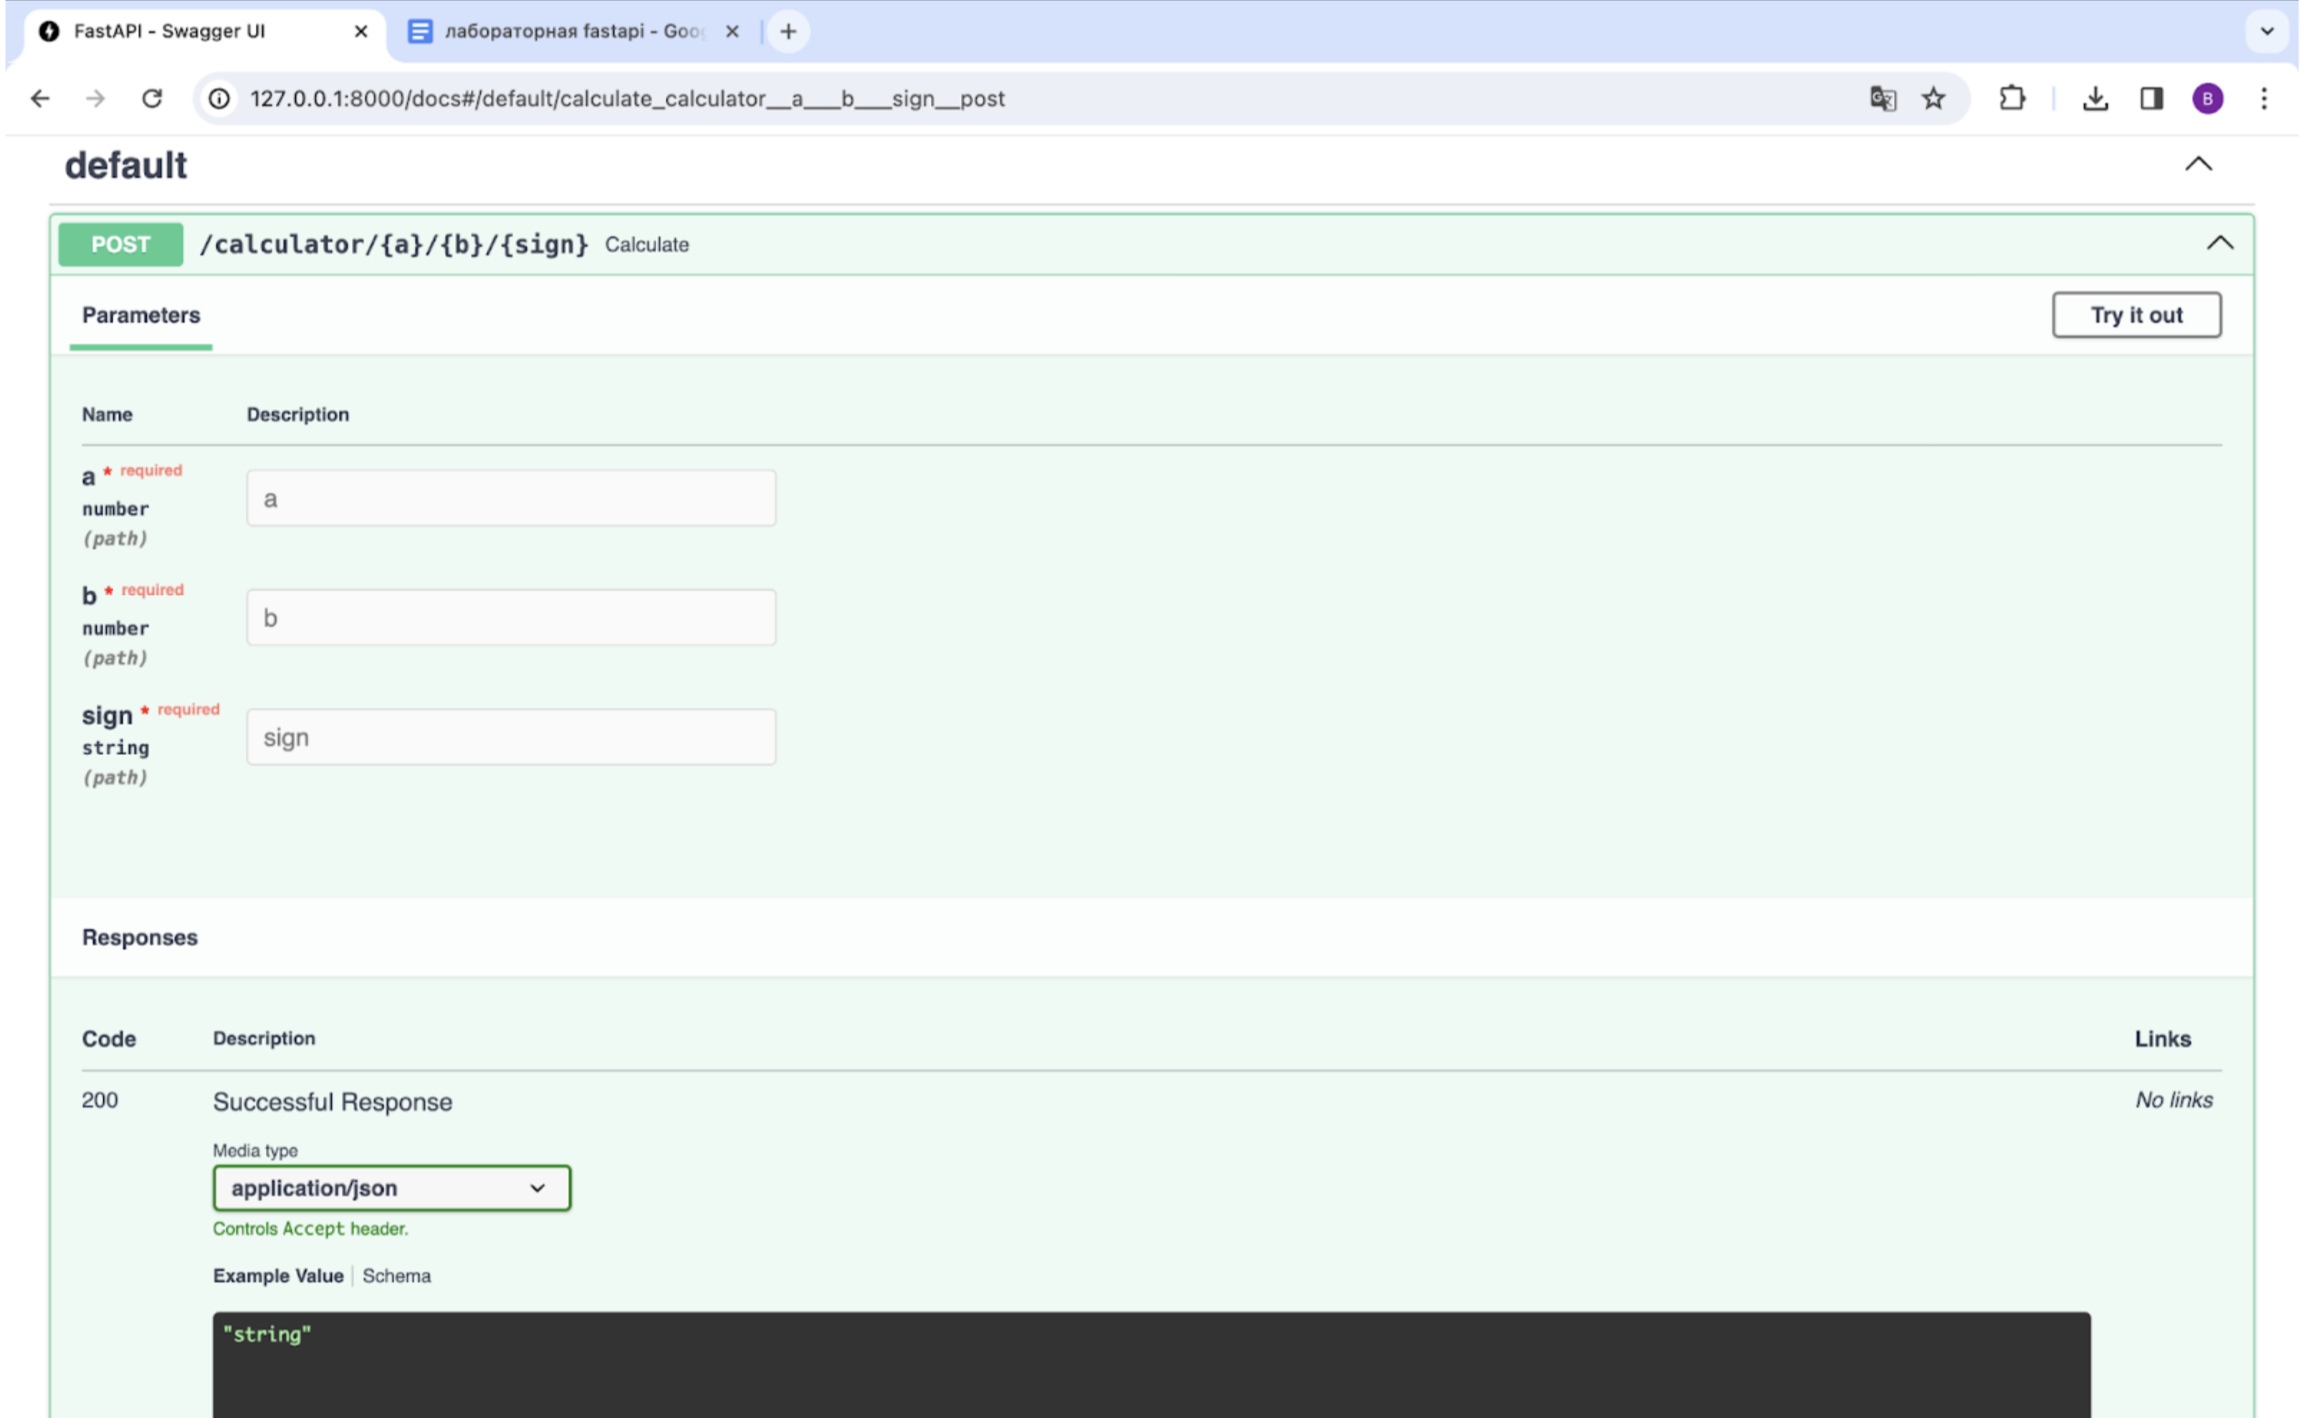 FastAPI - Swagger UI
лабораторная fastapi - Goo
127.0.0.1:8000/docs#/default/calculate_calculator__a___b___sign__post
B
default
POST /calculator/{a}/{b}/{sign} Calculate
Parameters
Try it out
Name Description
a * required
number
(path)
a
b * required
number
(path)
b
sign * required
string
(path)
sign
Responses
Code Description Links
200 Successful Response No links
Media type
application/json
Controls Accept header.
Example Value Schema
"string"